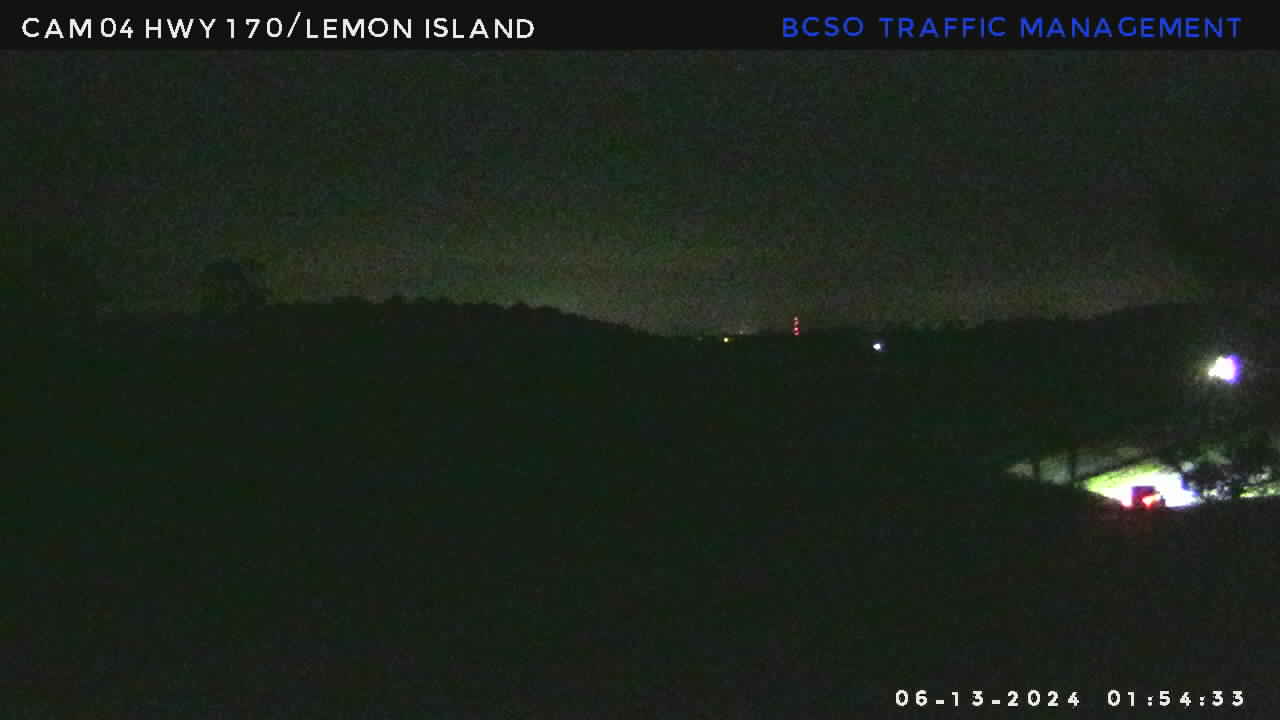 CAM04 HWY 170/LEMON ISLAND
BCSO TRAFFIC MANAGEMENT
06-13-2024 01:54:33